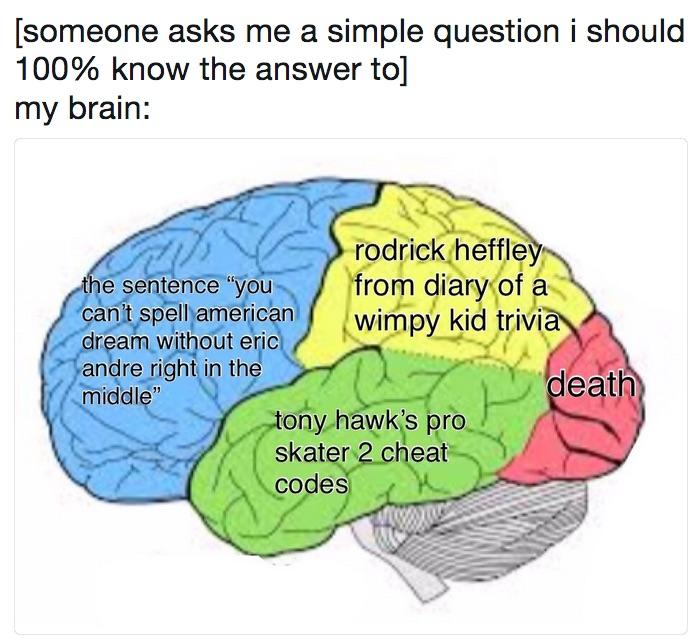 [someone asks me a simple question i should
100% know the answer to]
my brain:
the sentence “you
can’t spell american
dream without eric
andre right in the
middle”
rodrick heffley
from diary of a
wimpy kid trivia
death
tony hawk’s pro
skater 2 cheat
codes